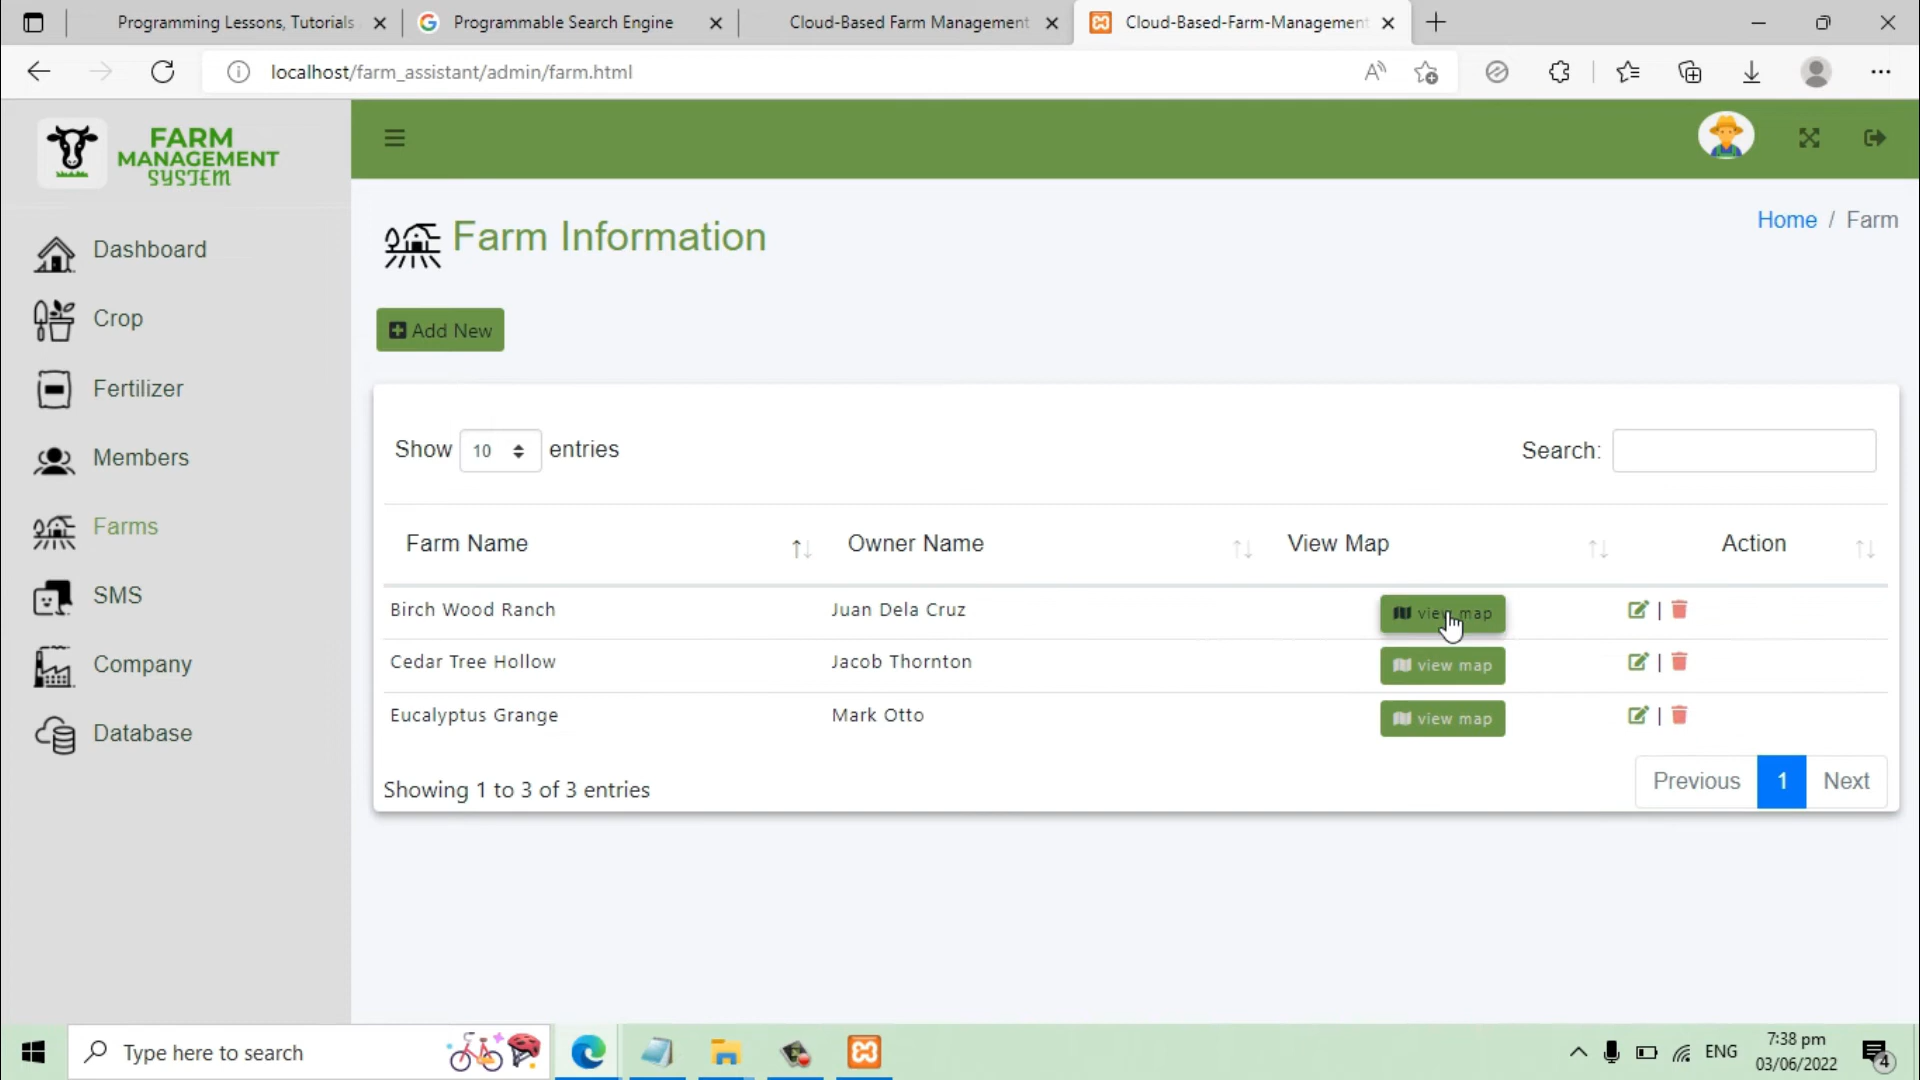 Programming Lessons, Tutorials
Programmable Search Engine
Cloud-Based Farm Management
Cloud-Based-Farm-Management
localhost/farm_assistant/admin/farm.html
FARM
MANAGEMENT
SYSTEM
Dashboard
Crop
Fertilizer
Members
Farms
SMS
Company
Database
Farm Information
Home / Farm
Add New
Show 10 entries
Search:
Farm Name Owner Name View Map Action
Birch Wood Ranch Juan Dela Cruz view map |
Cedar Tree Hollow Jacob Thornton view map |
Eucalyptus Grange Mark Otto view map |
Showing 1 to 3 of 3 entries
Previous 1 Next
Type here to search
ENG
7:38 pm
03/06/2022
4